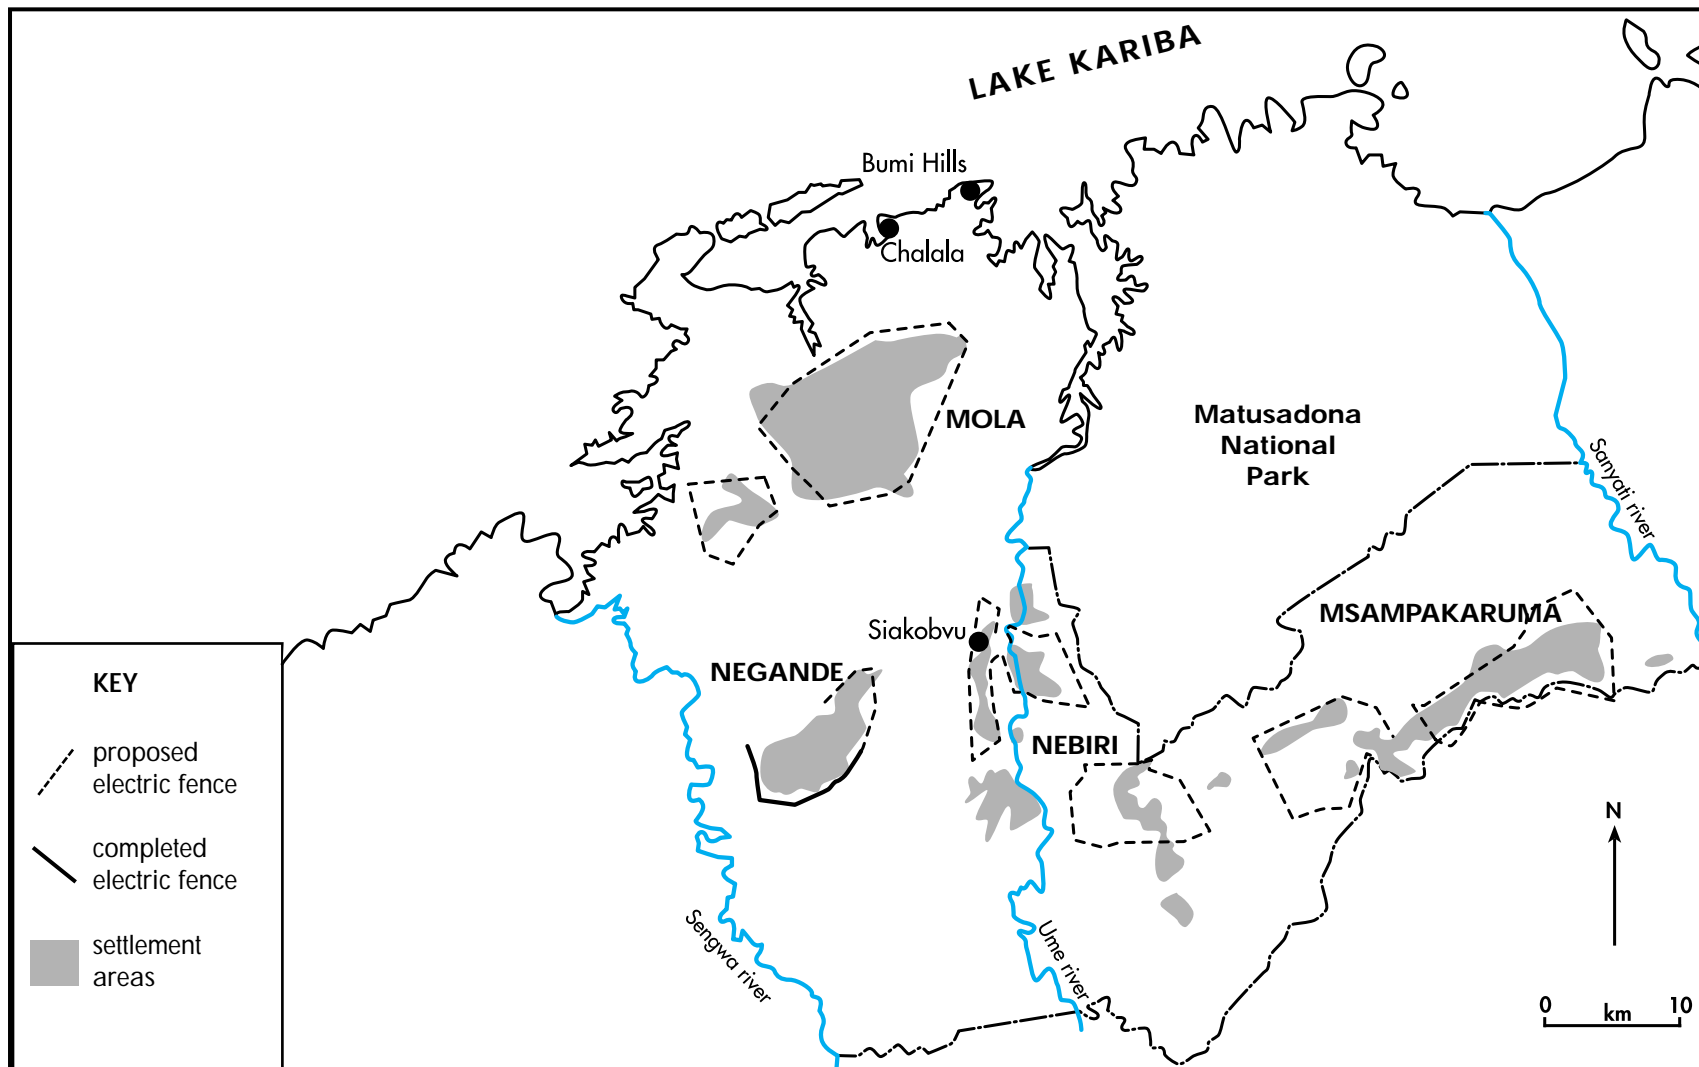 LAKE KARIBA
Bumi Hills
Chalala
MOLA
Matusadona
National
Park
Sanyati river
MSAMPAKARUMA
Siakobvu
NEGANDE
NEBIRI
Sengwa river
Ume river
KEY
proposed
electric fence
completed
electric fence
settlement
areas
N
0 10
km